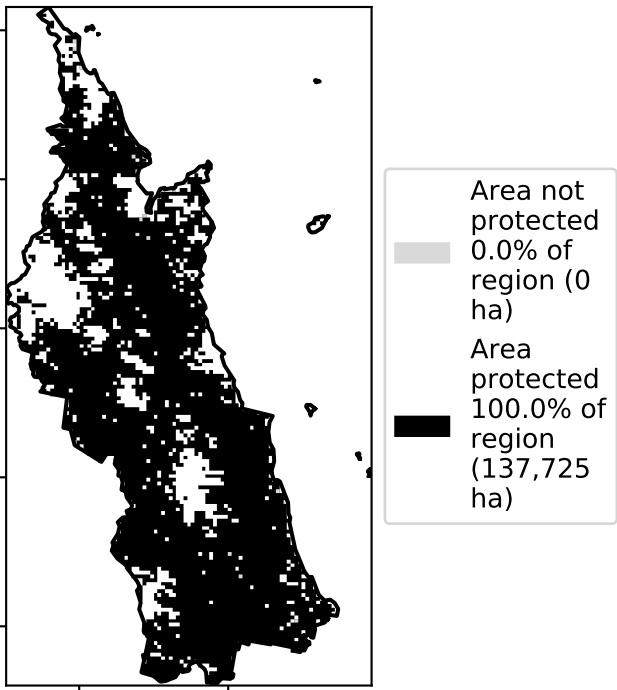 Area not
protected
0.0% of
region (0
ha)
Area
protected
100.0% of
region
(137,725
ha)